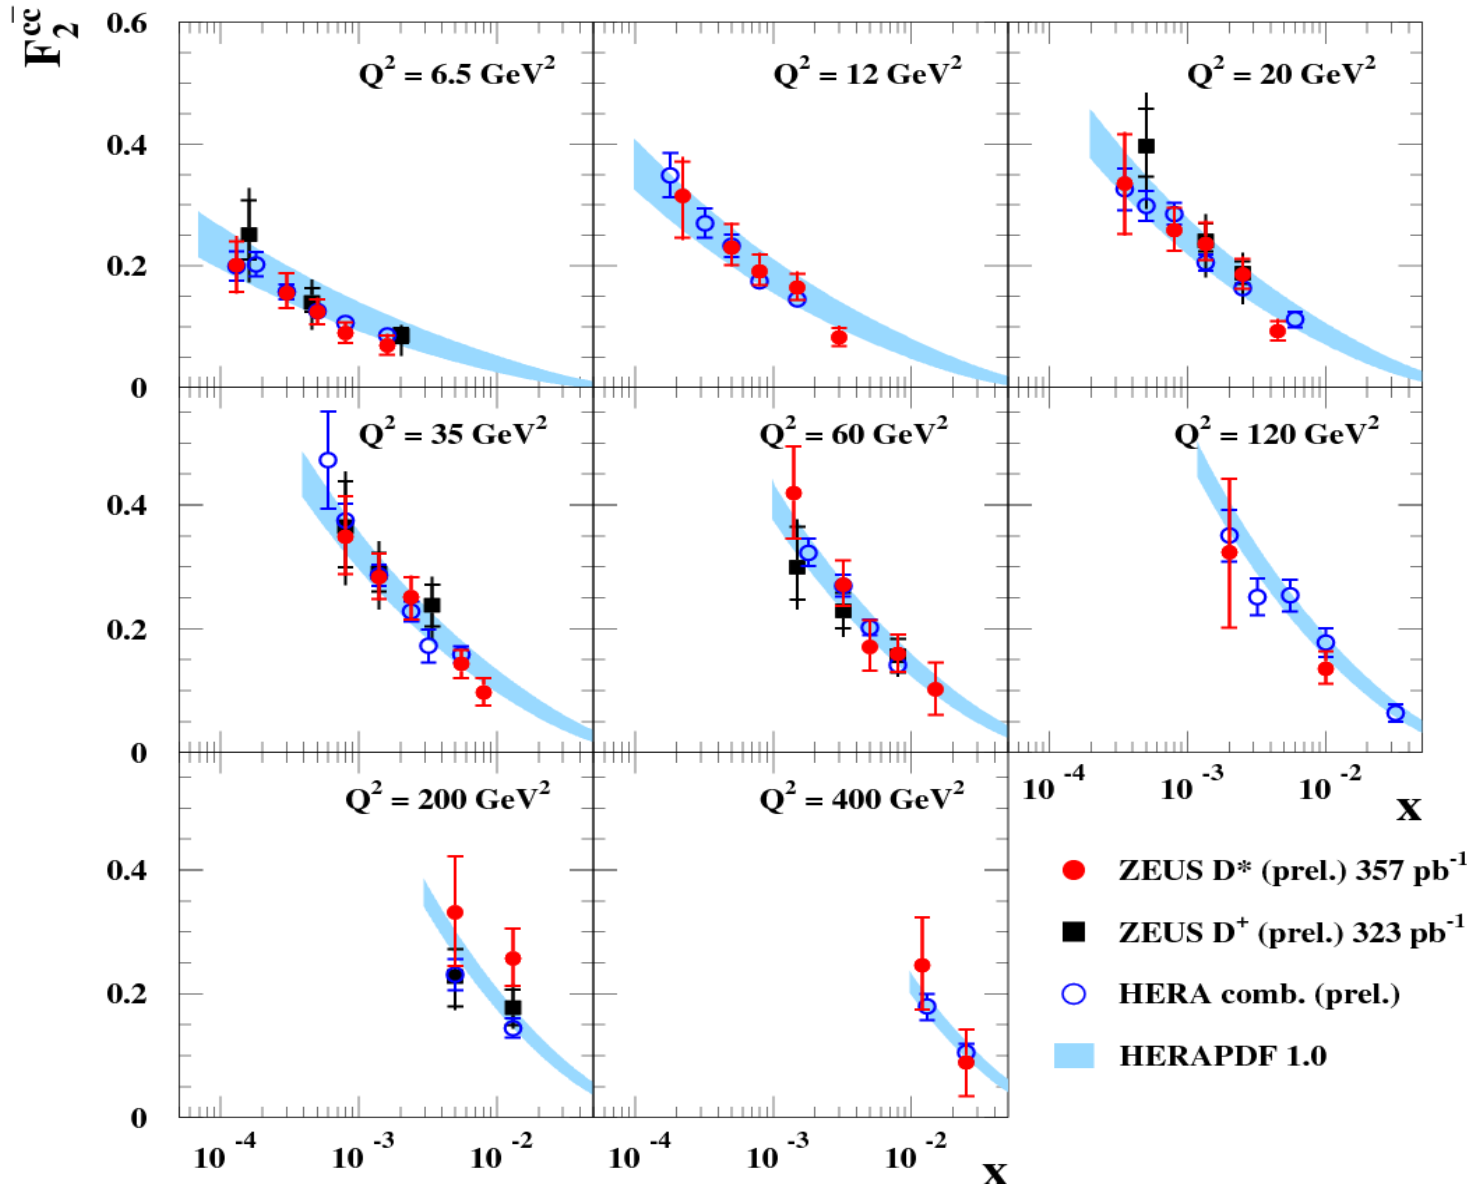 F₂^cc̄
0.6
Q² = 6.5 GeV²
Q² = 12 GeV²
Q² = 20 GeV²
0.4
0.2
0
Q² = 35 GeV²
Q² = 60 GeV²
Q² = 120 GeV²
0.4
0.2
0
10⁻⁴ 10⁻³ 10⁻²
x
Q² = 200 GeV²
Q² = 400 GeV²
0.4
0.2
0
ZEUS D* (prel.) 357 pb⁻¹
ZEUS D⁺ (prel.) 323 pb⁻¹
HERA comb. (prel.)
HERAPDF 1.0
10⁻⁴ 10⁻³ 10⁻²
10⁻⁴ 10⁻³ 10⁻²
x